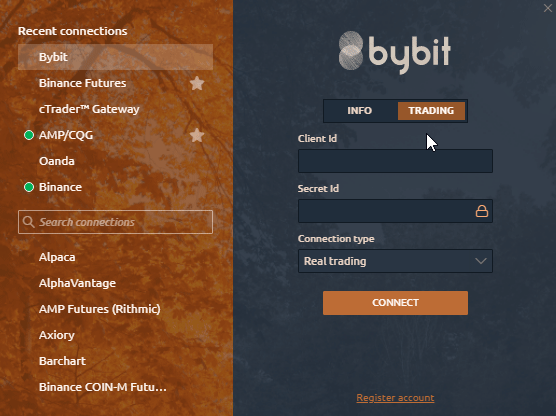 Recent connections
Bybit
Binance Futures
cTrader™ Gateway
AMP/CQG
Oanda
Binance
Search connections
Alpaca
AlphaVantage
AMP Futures (Rithmic)
Axiory
Barchart
Binance COIN-M Futu...
bybit
INFO TRADING
Client Id
Secret Id
Connection type
Real trading
CONNECT
Register account